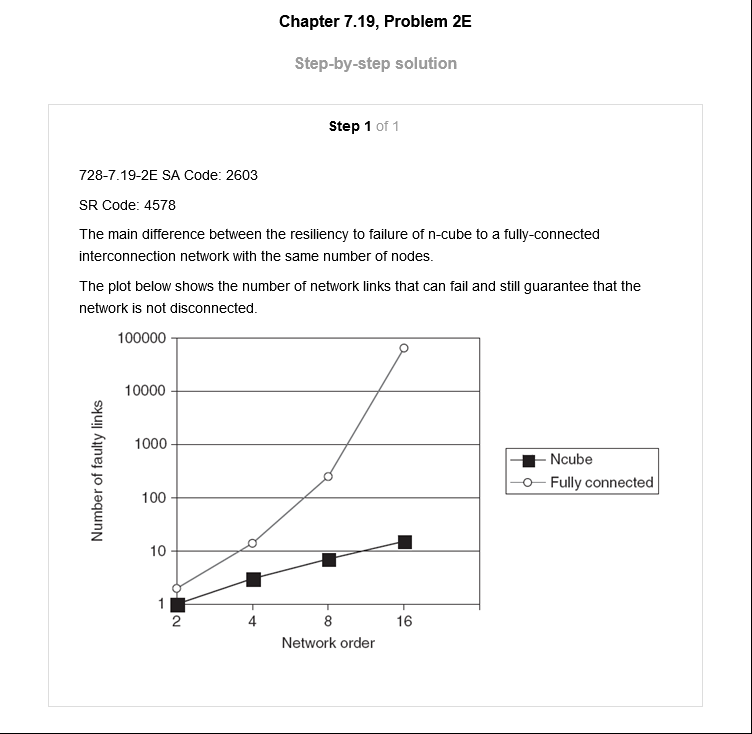 Chapter 7.19, Problem 2E
Step-by-step solution
Step 1 of 1
728-7.19-2E SA Code: 2603
SR Code: 4578
The main difference between the resiliency to failure of n-cube to a fully-connected
interconnection network with the same number of nodes.
The plot below shows the number of network links that can fail and still guarantee that the
network is not disconnected.
100000
10000
1000
100
10
1
Number of faulty links
2 4 8 16
Network order
Ncube
Fully connected